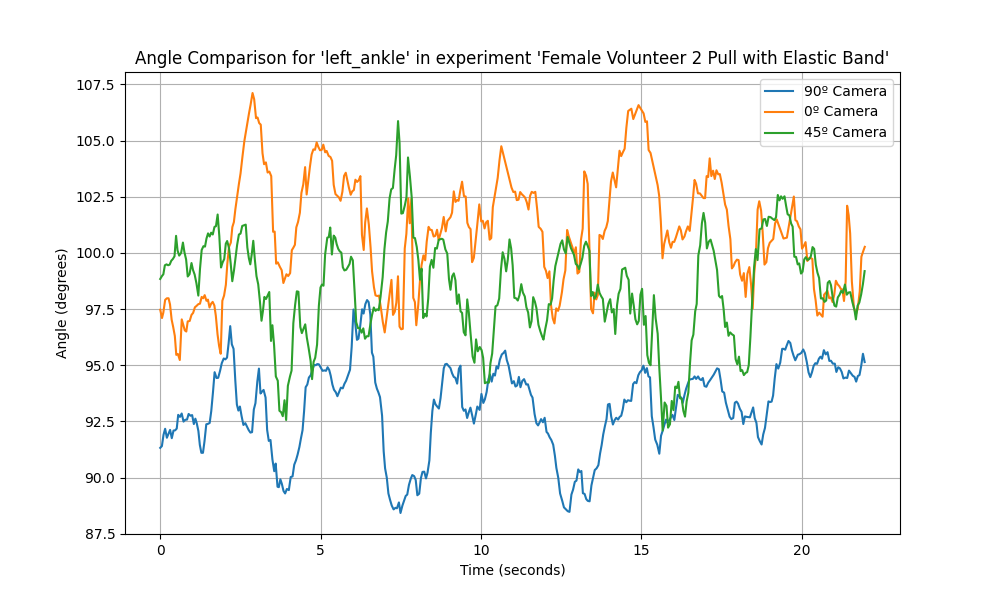 Angle Comparison for 'left_ankle' in experiment 'Female Volunteer 2 Pull with Elastic Band'
90º Camera
0º Camera
45º Camera
107.5
105.0
102.5
100.0
97.5
95.0
92.5
90.0
87.5
Angle (degrees)
0 5 10 15 20
Time (seconds)